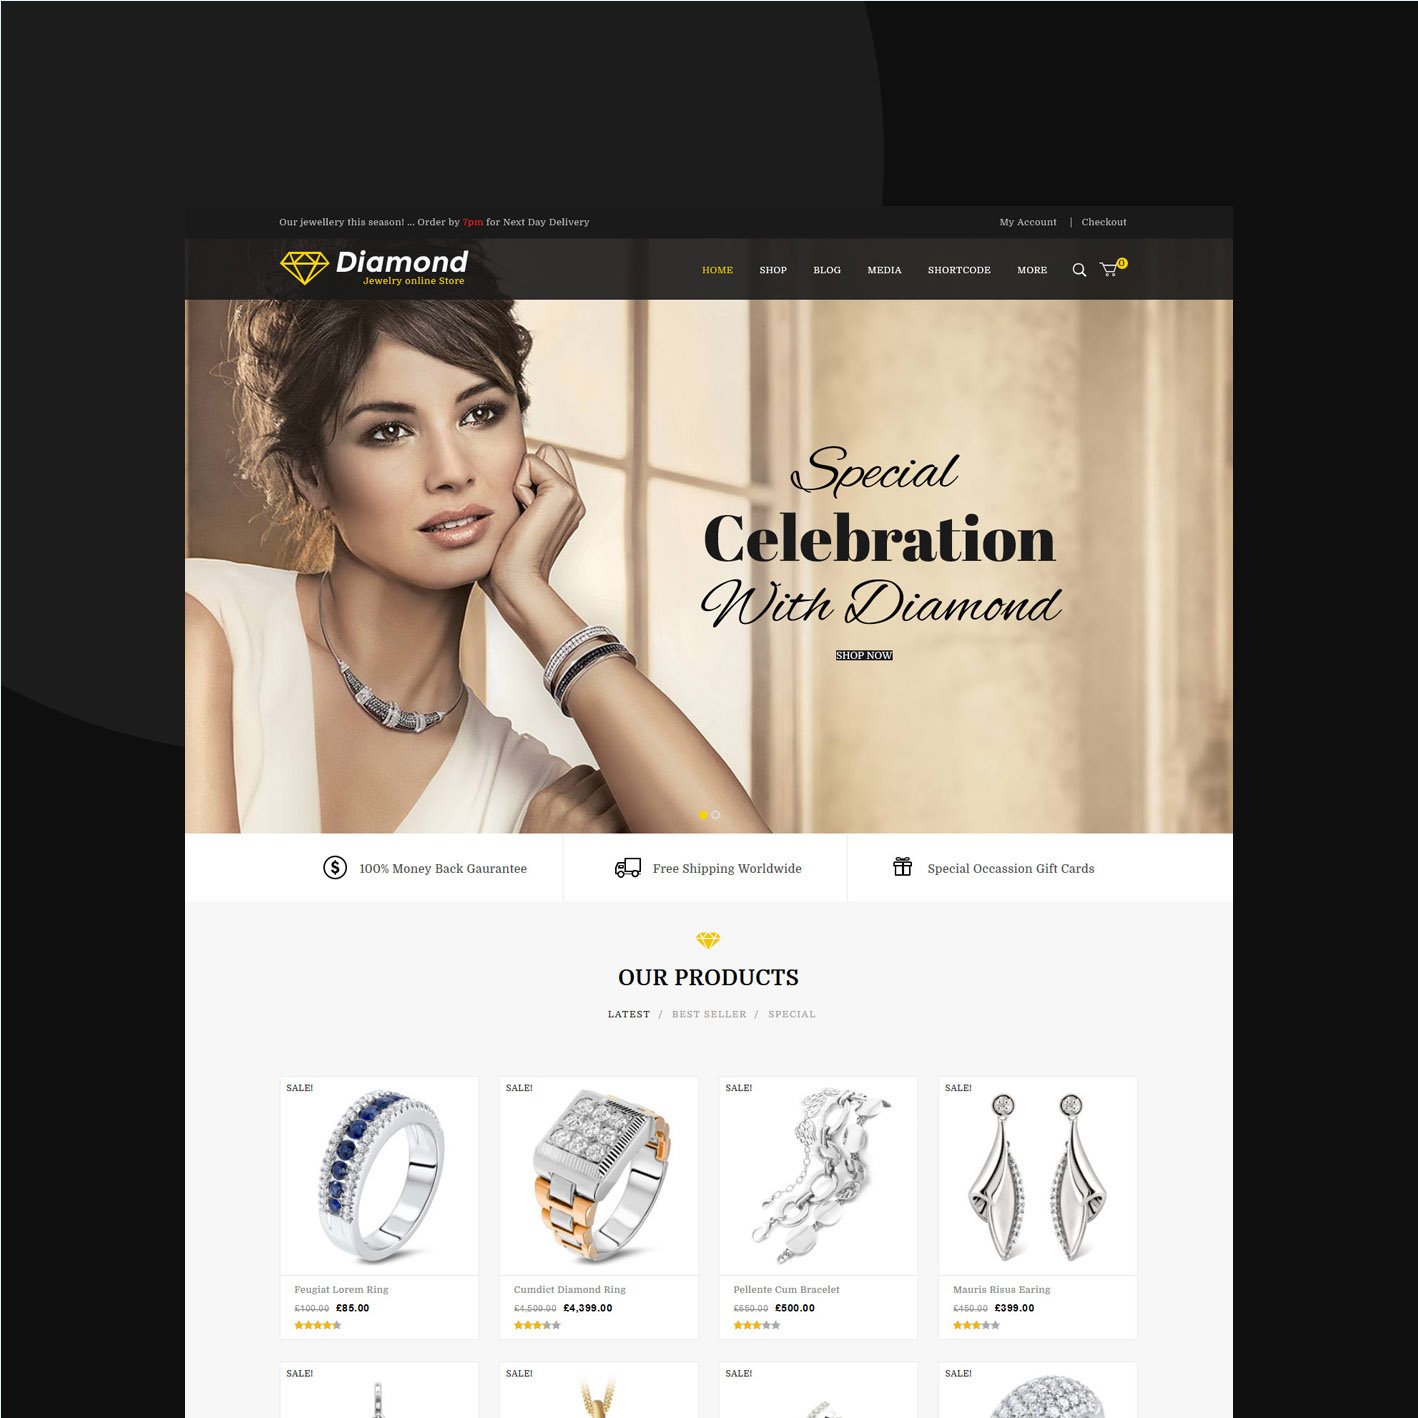 Our jewellery this season! ... Order by 7pm for Next Day Delivery
My Account | Checkout
Diamond
Jewelry online Store
HOME SHOP BLOG MEDIA SHORTCODE MORE 0
Special
Celebration
With Diamond
SHOP NOW
100% Money Back Gaurantee
Free Shipping Worldwide
Special Occassion Gift Cards
OUR PRODUCTS
LATEST / BEST SELLER / SPECIAL
SALE! SALE! SALE! SALE!
Feugiat Lorem Ring
£100.00 £85.00
Cumdict Diamond Ring
£4,500.00 £4,399.00
Pellente Cum Bracelet
£650.00 £500.00
Mauris Risus Earing
£450.00 £399.00
SALE! SALE! SALE! SALE!